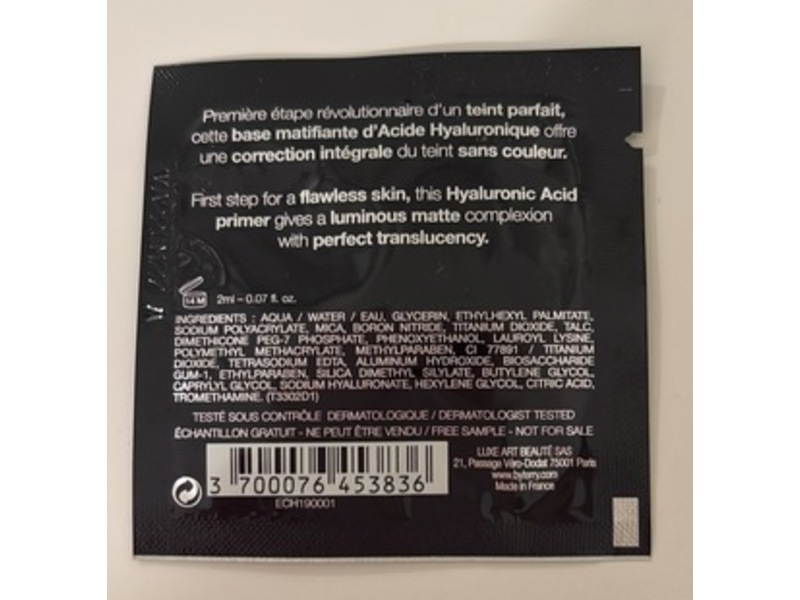 Première étape révolutionnaire d'un teint parfait,
cette base matifiante d'Acide Hyaluronique offre
une correction intégrale du teint sans couleur.
First step for a flawless skin, this Hyaluronic Acid
primer gives a luminous matte complexion
with perfect translucency.
14 M 2ml - 0.07 fl. oz.
INGREDIENTS : AQUA / WATER / EAU, GLYCERIN, ETHYLHEXYL PALMITATE,
SODIUM POLYACRYLATE, MICA, BORON NITRIDE, TITANIUM DIOXIDE, TALC,
DIMETHICONE PEG-7 PHOSPHATE, PHENOXYETHANOL, LAUROYL LYSINE,
POLYMETHYL METHACRYLATE, METHYLPARABEN, CI 77891 / TITANIUM
DIOXIDE, TETRASODIUM EDTA, ALUMINUM HYDROXIDE, BIOSACCHARIDE
GUM-1, ETHYLPARABEN, SILICA DIMETHYL SILYLATE, BUTYLENE GLYCOL,
CAPRYLYL GLYCOL, SODIUM HYALURONATE, HEXYLENE GLYCOL, CITRIC ACID,
TROMETHAMINE. (T3302D1)
TESTÉ SOUS CONTRÔLE DERMATOLOGIQUE / DERMATOLOGIST TESTED
ÉCHANTILLON GRATUIT - NE PEUT ÊTRE VENDU / FREE SAMPLE - NOT FOR SALE
LUXE ART BEAUTÉ SAS
21, Passage Véro-Dodat 75001 Paris
www.byterry.com
Made in France
3 700076 453836
ECH190001